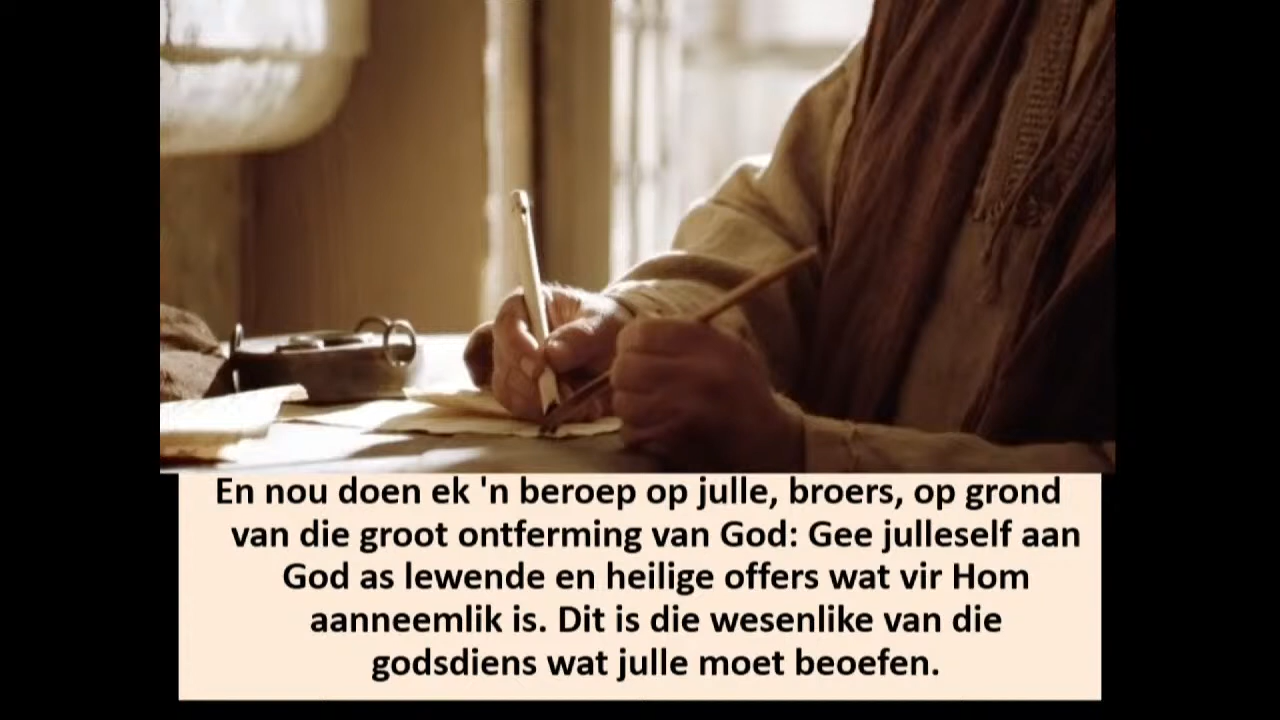 En nou doen ek 'n beroep op julle, broers, op grond
van die groot ontferming van God: Gee julleself aan
God as lewende en heilige offers wat vir Hom
aanneemlik is. Dit is die wesenlike van die
godsdiens wat julle moet beoefen.